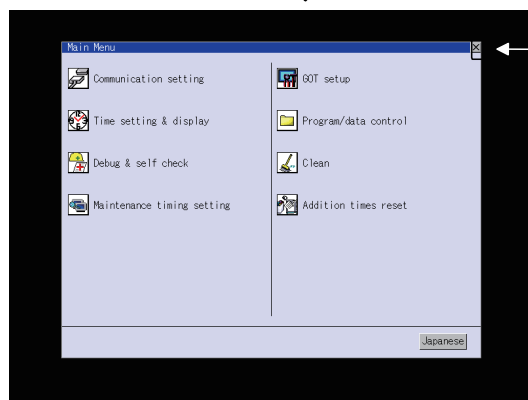 Main Menu
Communication setting
GOT setup
Time setting & display
Program/data control
Debug & self check
Clean
Maintenance timing setting
Addition times reset
Japanese